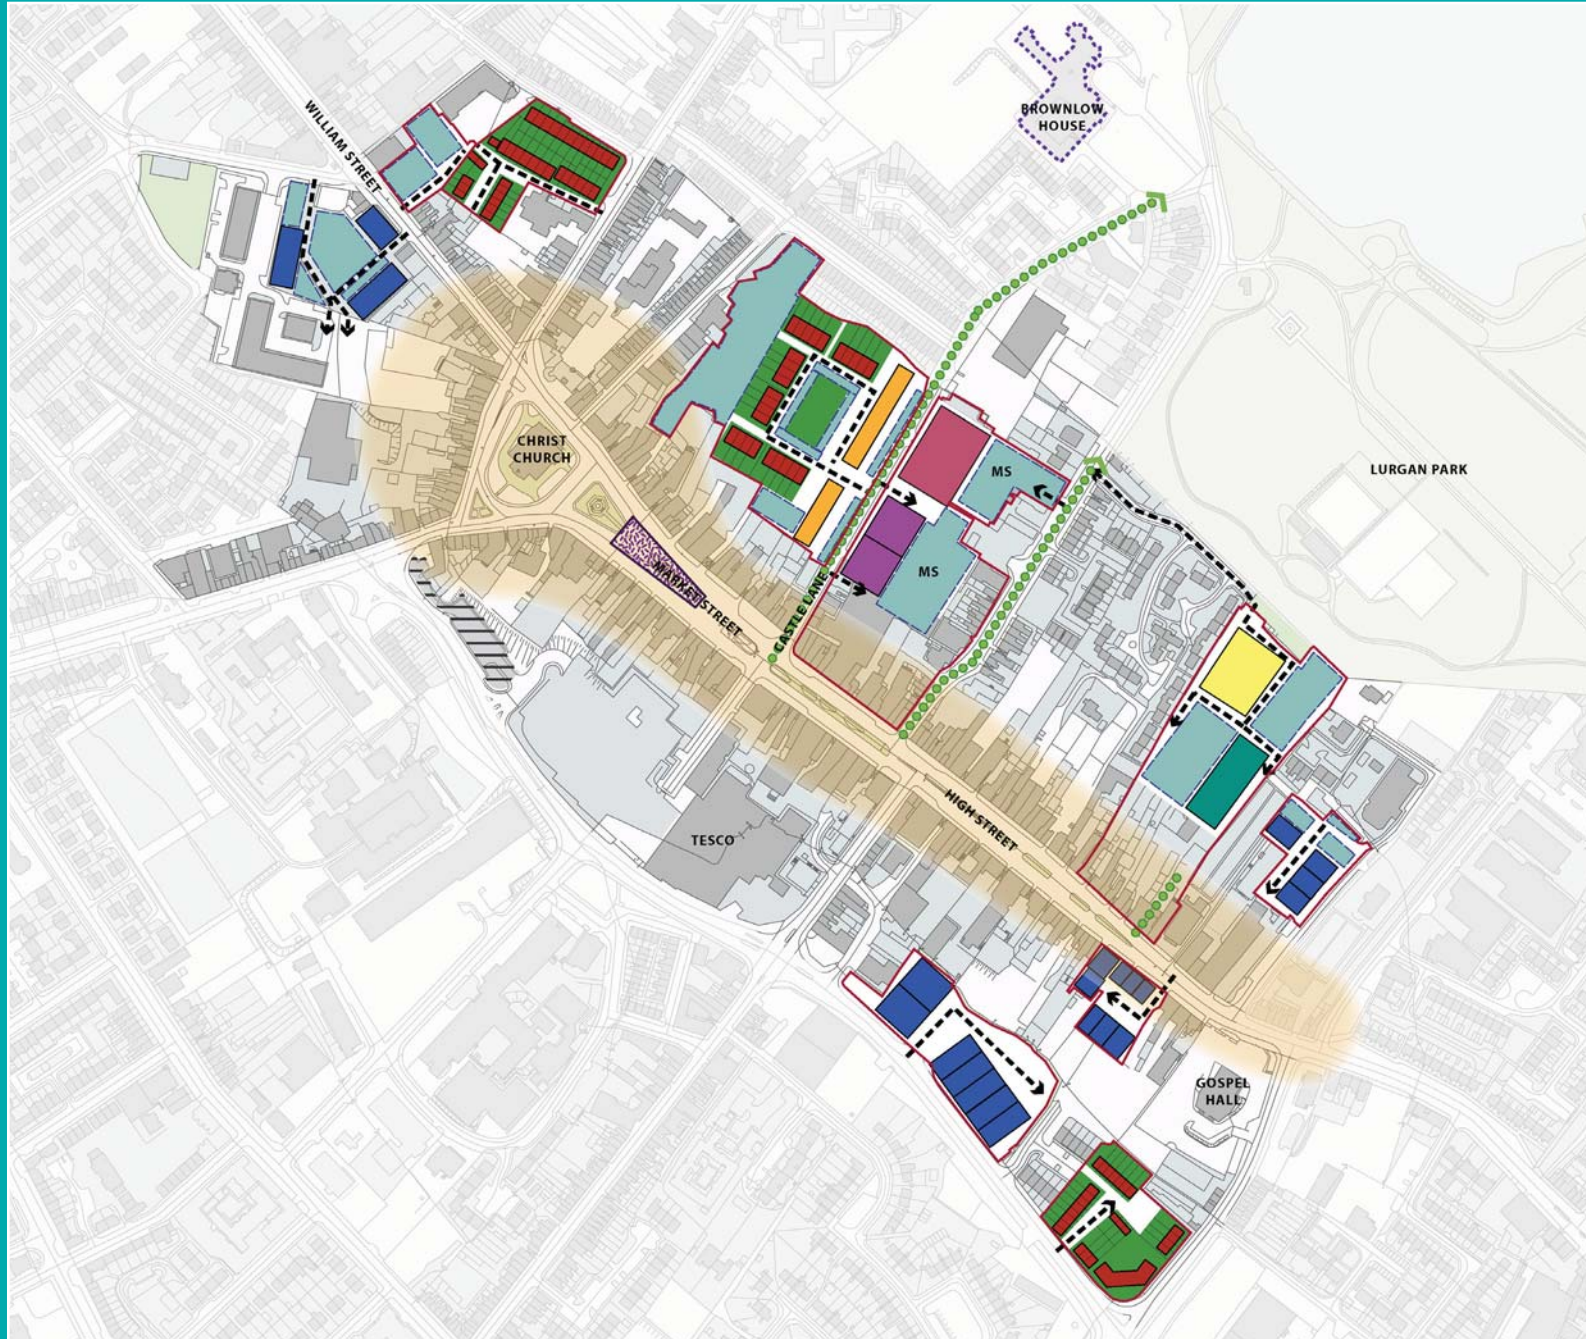 BROWNLOW
HOUSE
WILLIAM STREET
CHRIST
CHURCH
MS
LURGAN PARK
MS
MARKET STREET
CASTLE LANE
HIGH STREET
TESCO
GOSPEL
HALL